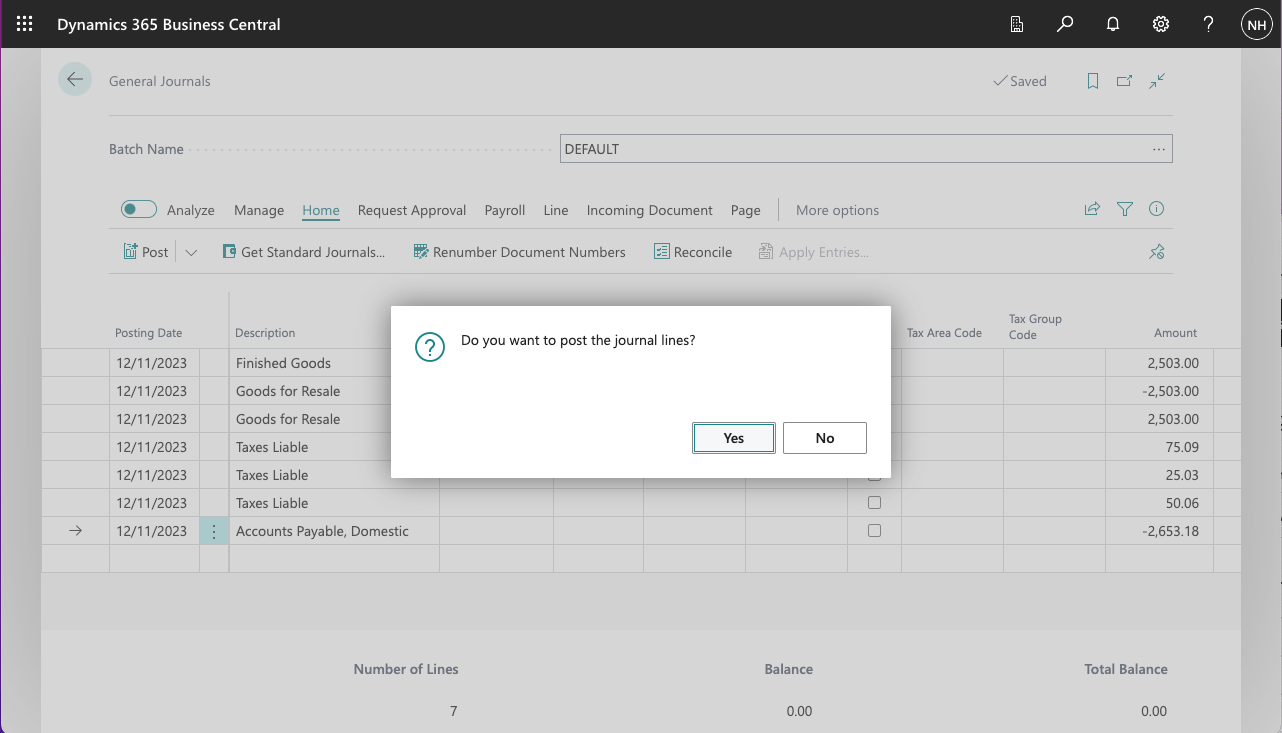 Dynamics 365 Business Central
?
NH
General Journals
Saved
Batch Name
DEFAULT
Analyze Manage Home Request Approval Payroll Line Incoming Document Page More options
Post Get Standard Journals... Renumber Document Numbers Reconcile Apply Entries...
Posting Date Description Tax Area Code Tax Group Code Amount
12/11/2023 Finished Goods 2,503.00
12/11/2023 Goods for Resale -2,503.00
12/11/2023 Goods for Resale 2,503.00
12/11/2023 Taxes Liable 75.09
12/11/2023 Taxes Liable 25.03
12/11/2023 Taxes Liable 50.06
12/11/2023 Accounts Payable, Domestic -2,653.18
Do you want to post the journal lines?
Yes No
Number of Lines Balance Total Balance
7 0.00 0.00